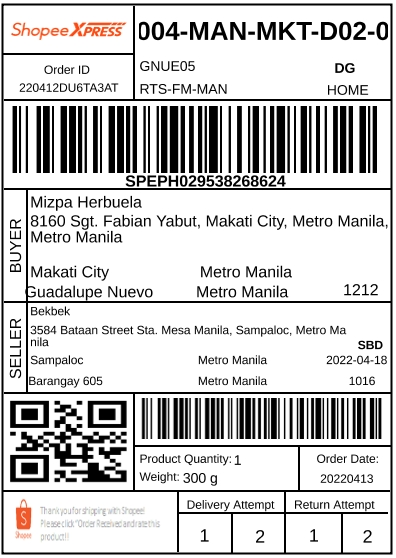 Shopee XPRESS
004-MAN-MKT-D02-0
Order ID
220412DU6TA3AT
GNUE05
DG
RTS-FM-MAN
HOME
SPEPH029538268624
BUYER
Mizpa Herbuela
8160 Sgt. Fabian Yabut, Makati City, Metro Manila,
Metro Manila
Makati City Metro Manila
Guadalupe Nuevo Metro Manila 1212
SELLER
Bekbek
3584 Bataan Street Sta. Mesa Manila, Sampaloc, Metro Ma
nila
SBD
Sampaloc Metro Manila 2022-04-18
Barangay 605 Metro Manila 1016
Product Quantity: 1
Weight: 300 g
Order Date:
20220413
Shopee
Thank you for shipping with Shopee!
Please click "Order Received and rate this
product!!
Delivery Attempt Return Attempt
1 2 1 2